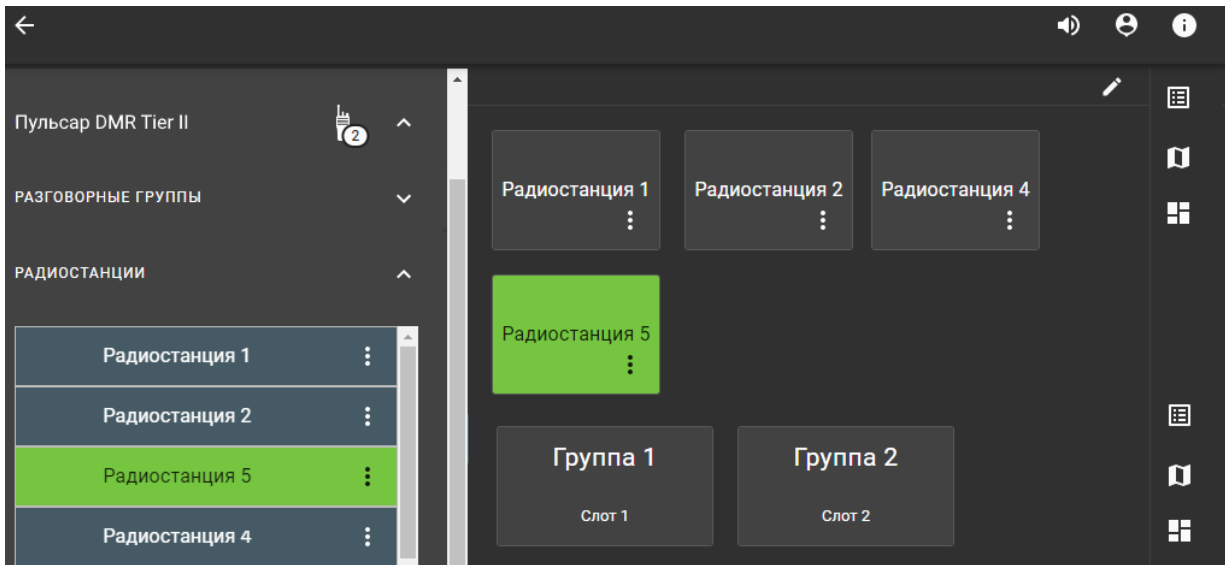 Пульсар DMR Tier II
2
РАЗГОВОРНЫЕ ГРУППЫ
РАДИОСТАНЦИИ
Радиостанция 1
Радиостанция 2
Радиостанция 5
Радиостанция 4
Радиостанция 1
Радиостанция 2
Радиостанция 4
Радиостанция 5
Группа 1
Слот 1
Группа 2
Слот 2